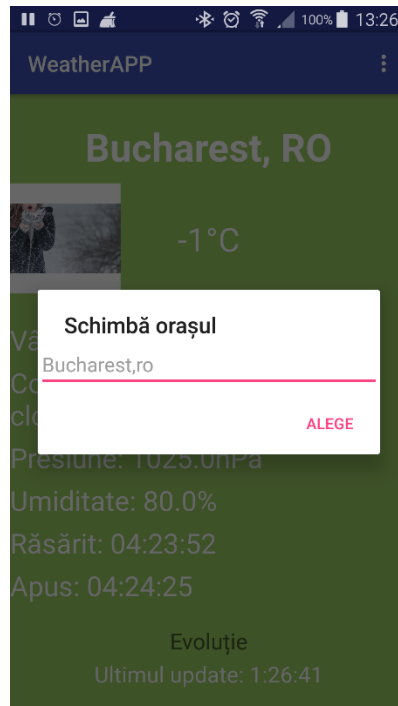 100% 13:26
WeatherAPP
Bucharest, RO
-1°C
Schimbă orașul
Bucharest,ro
ALEGE
Presiune: 1025.0hPa
Umiditate: 80.0%
Răsărit: 04:23:52
Apus: 04:24:25
Evoluție
Ultimul update: 1:26:41